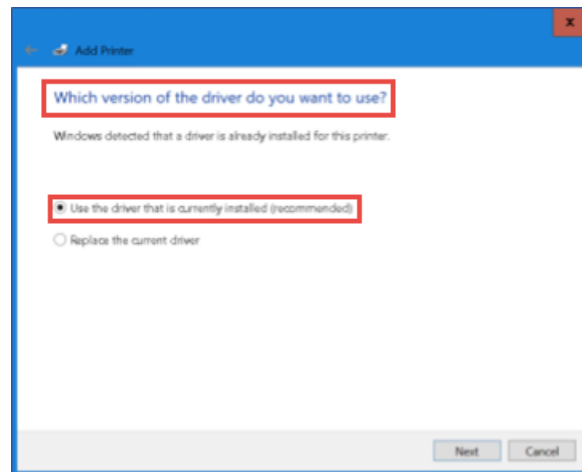 Add Printer
Which version of the driver do you want to use?
Windows detected that a driver is already installed for this printer.
Use the driver that is currently installed (recommended)
Replace the current driver
Next Cancel